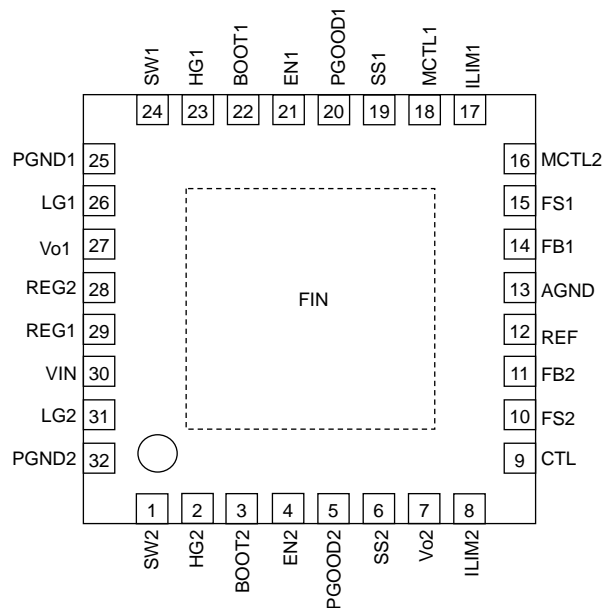 SW1 HG1 BOOT1 EN1 PGOOD1 SS1 MCTL1 ILIM1
24 23 22 21 20 19 18 17
PGND1 25
LG1 26
Vo1 27
REG2 28
REG1 29
VIN 30
LG2 31
PGND2 32
FIN
16 MCTL2
15 FS1
14 FB1
13 AGND
12 REF
11 FB2
10 FS2
9 CTL
1 2 3 4 5 6 7 8
SW2 HG2 BOOT2 EN2 PGOOD2 SS2 Vo2 ILIM2